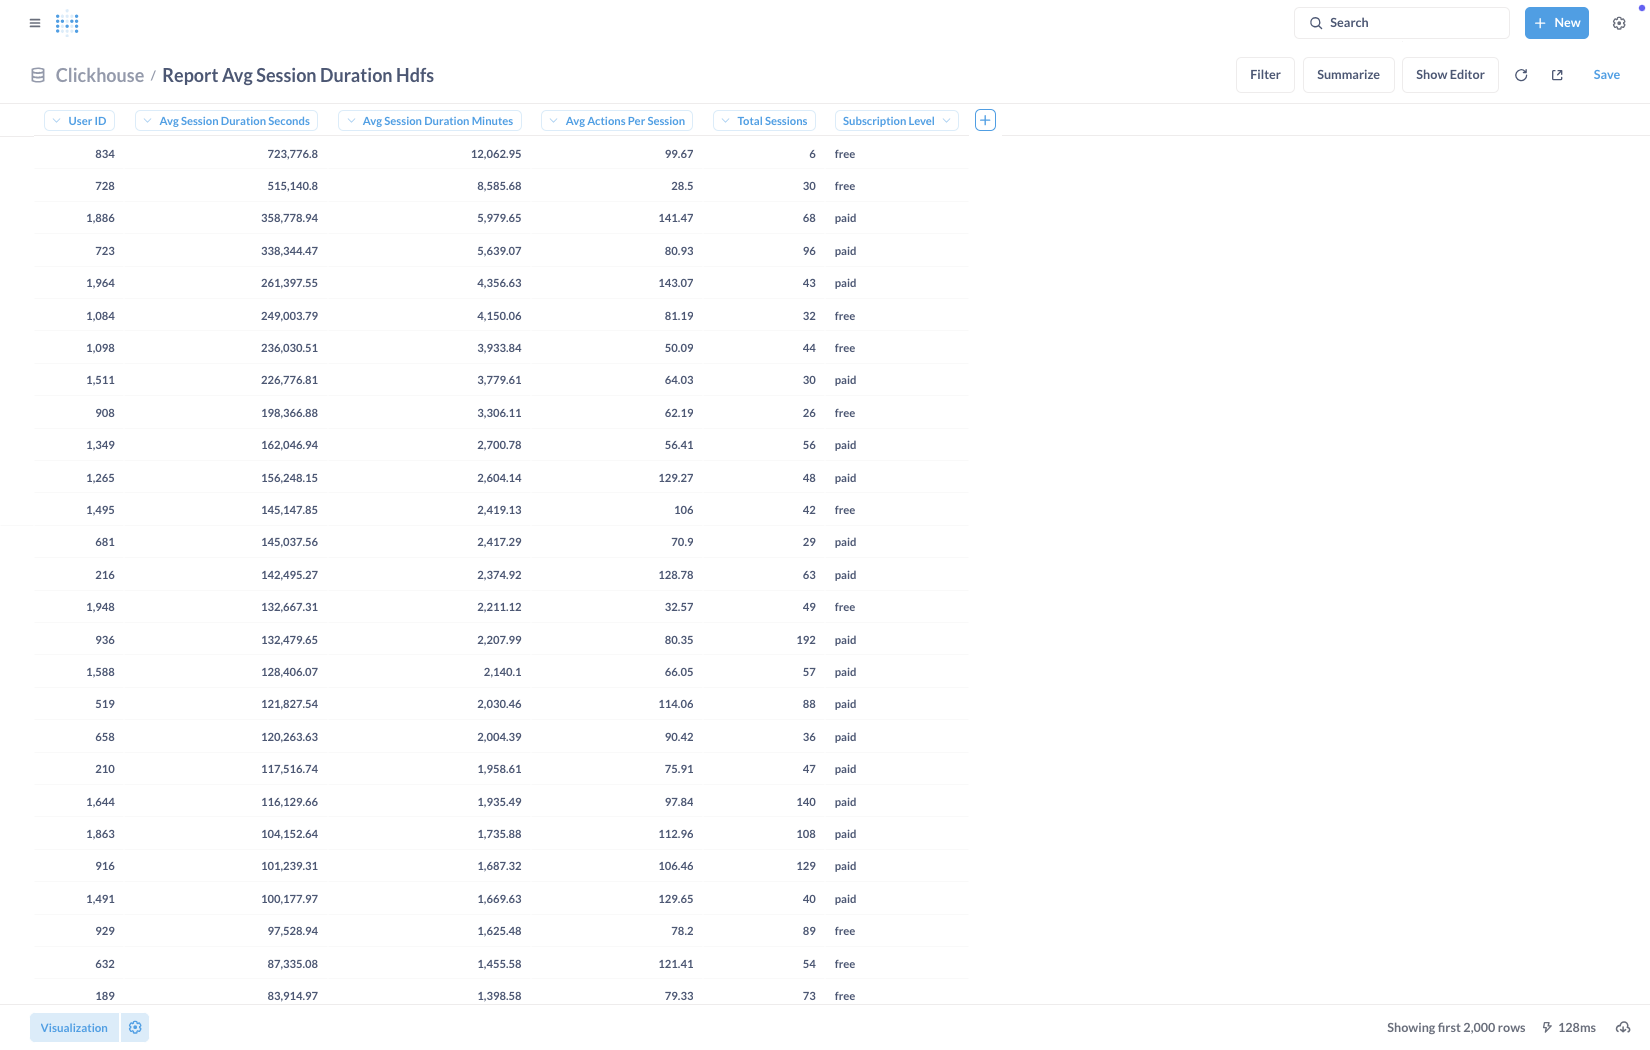 Search
New
Clickhouse / Report Avg Session Duration Hdfs
Filter Summarize Show Editor Save
User ID Avg Session Duration Seconds Avg Session Duration Minutes Avg Actions Per Session Total Sessions Subscription Level
834 723,776.8 12,062.95 99.67 6 free
728 515,140.8 8,585.68 28.5 30 free
1,886 358,778.94 5,979.65 141.47 68 paid
723 338,344.47 5,639.07 80.93 96 paid
1,964 261,397.55 4,356.63 143.07 43 paid
1,084 249,003.79 4,150.06 81.19 32 free
1,098 236,030.51 3,933.84 50.09 44 free
1,511 226,776.81 3,779.61 64.03 30 paid
908 198,366.88 3,306.11 62.19 26 free
1,349 162,046.94 2,700.78 56.41 56 paid
1,265 156,248.15 2,604.14 129.27 48 paid
1,495 145,147.85 2,419.13 106 42 free
681 145,037.56 2,417.29 70.9 29 paid
216 142,495.27 2,374.92 128.78 63 paid
1,948 132,667.31 2,211.12 32.57 49 free
936 132,479.65 2,207.99 80.35 192 paid
1,588 128,406.07 2,140.1 66.05 57 paid
519 121,827.54 2,030.46 114.06 88 paid
658 120,263.63 2,004.39 90.42 36 paid
210 117,516.74 1,958.61 75.91 47 paid
1,644 116,129.66 1,935.49 97.84 140 paid
1,863 104,152.64 1,735.88 112.96 108 paid
916 101,239.31 1,687.32 106.46 129 paid
1,491 100,177.97 1,669.63 129.65 40 paid
929 97,528.94 1,625.48 78.2 89 free
632 87,335.08 1,455.58 121.41 54 free
189 83,914.97 1,398.58 79.33 73 free
Visualization Showing first 2,000 rows 128ms